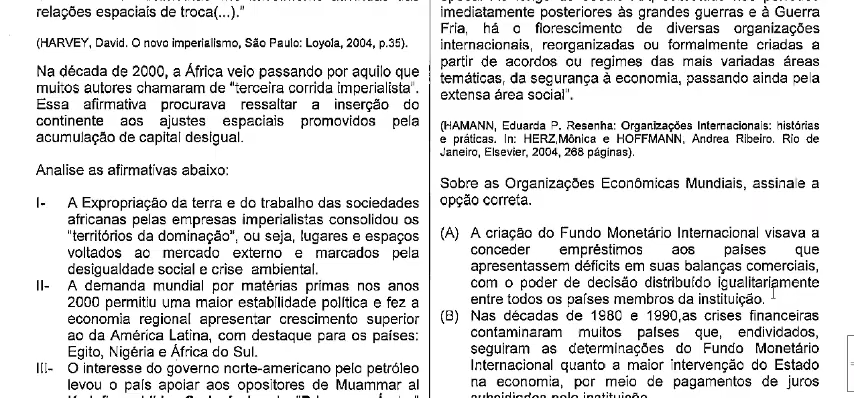 relações espaciais de troca(...)."
(HARVEY, David. O novo imperialismo, São Paulo: Loyola, 2004, p.35).
Na década de 2000, a África veio passando por aquilo que
muitos autores chamaram de "terceira corrida imperialista".
Essa afirmativa procurava ressaltar a inserção do
continente aos ajustes espaciais promovidos pela
acumulação de capital desigual.
Analise as afirmativas abaixo:
I- A Expropriação da terra e do trabalho das sociedades
africanas pelas empresas imperialistas consolidou os
"territórios da dominação", ou seja, lugares e espaços
voltados ao mercado externo e marcados pela
desigualdade social e crise ambiental.
II- A demanda mundial por matérias primas nos anos
2000 permitiu uma maior estabilidade política e fez a
economia regional apresentar crescimento superior
ao da América Latina, com destaque para os países:
Egito, Nigéria e África do Sul.
III- O interesse do governo norte-americano pelo petróleo
levou o país apoiar aos opositores de Muammar al
imediatamente posteriores às grandes guerras e à Guerra
Fria, há o florescimento de diversas organizações
internacionais, reorganizadas ou formalmente criadas a
partir de acordos ou regimes das mais variadas áreas
temáticas, da segurança à economia, passando ainda pela
extensa área social".
(HAMANN, Eduarda P. Resenha: Organizações Internacionais: histórias
e práticas. In: HERZ,Mônica e HOFFMANN, Andrea Ribeiro. Rio de
Janeiro, Elsevier, 2004, 268 páginas).
Sobre as Organizações Econômicas Mundiais, assinale a
opção correta.
(A) A criação do Fundo Monetário Internacional visava a
conceder empréstimos aos países que
apresentassem déficits em suas balanças comerciais,
com o poder de decisão distribuído igualitariamente
entre todos os países membros da instituição.
(B) Nas décadas de 1980 e 1990,as crises financeiras
contaminaram muitos países que, endividados,
seguiram as determinações do Fundo Monetário
Internacional quanto a maior intervenção do Estado
na economia, por meio de pagamentos de juros